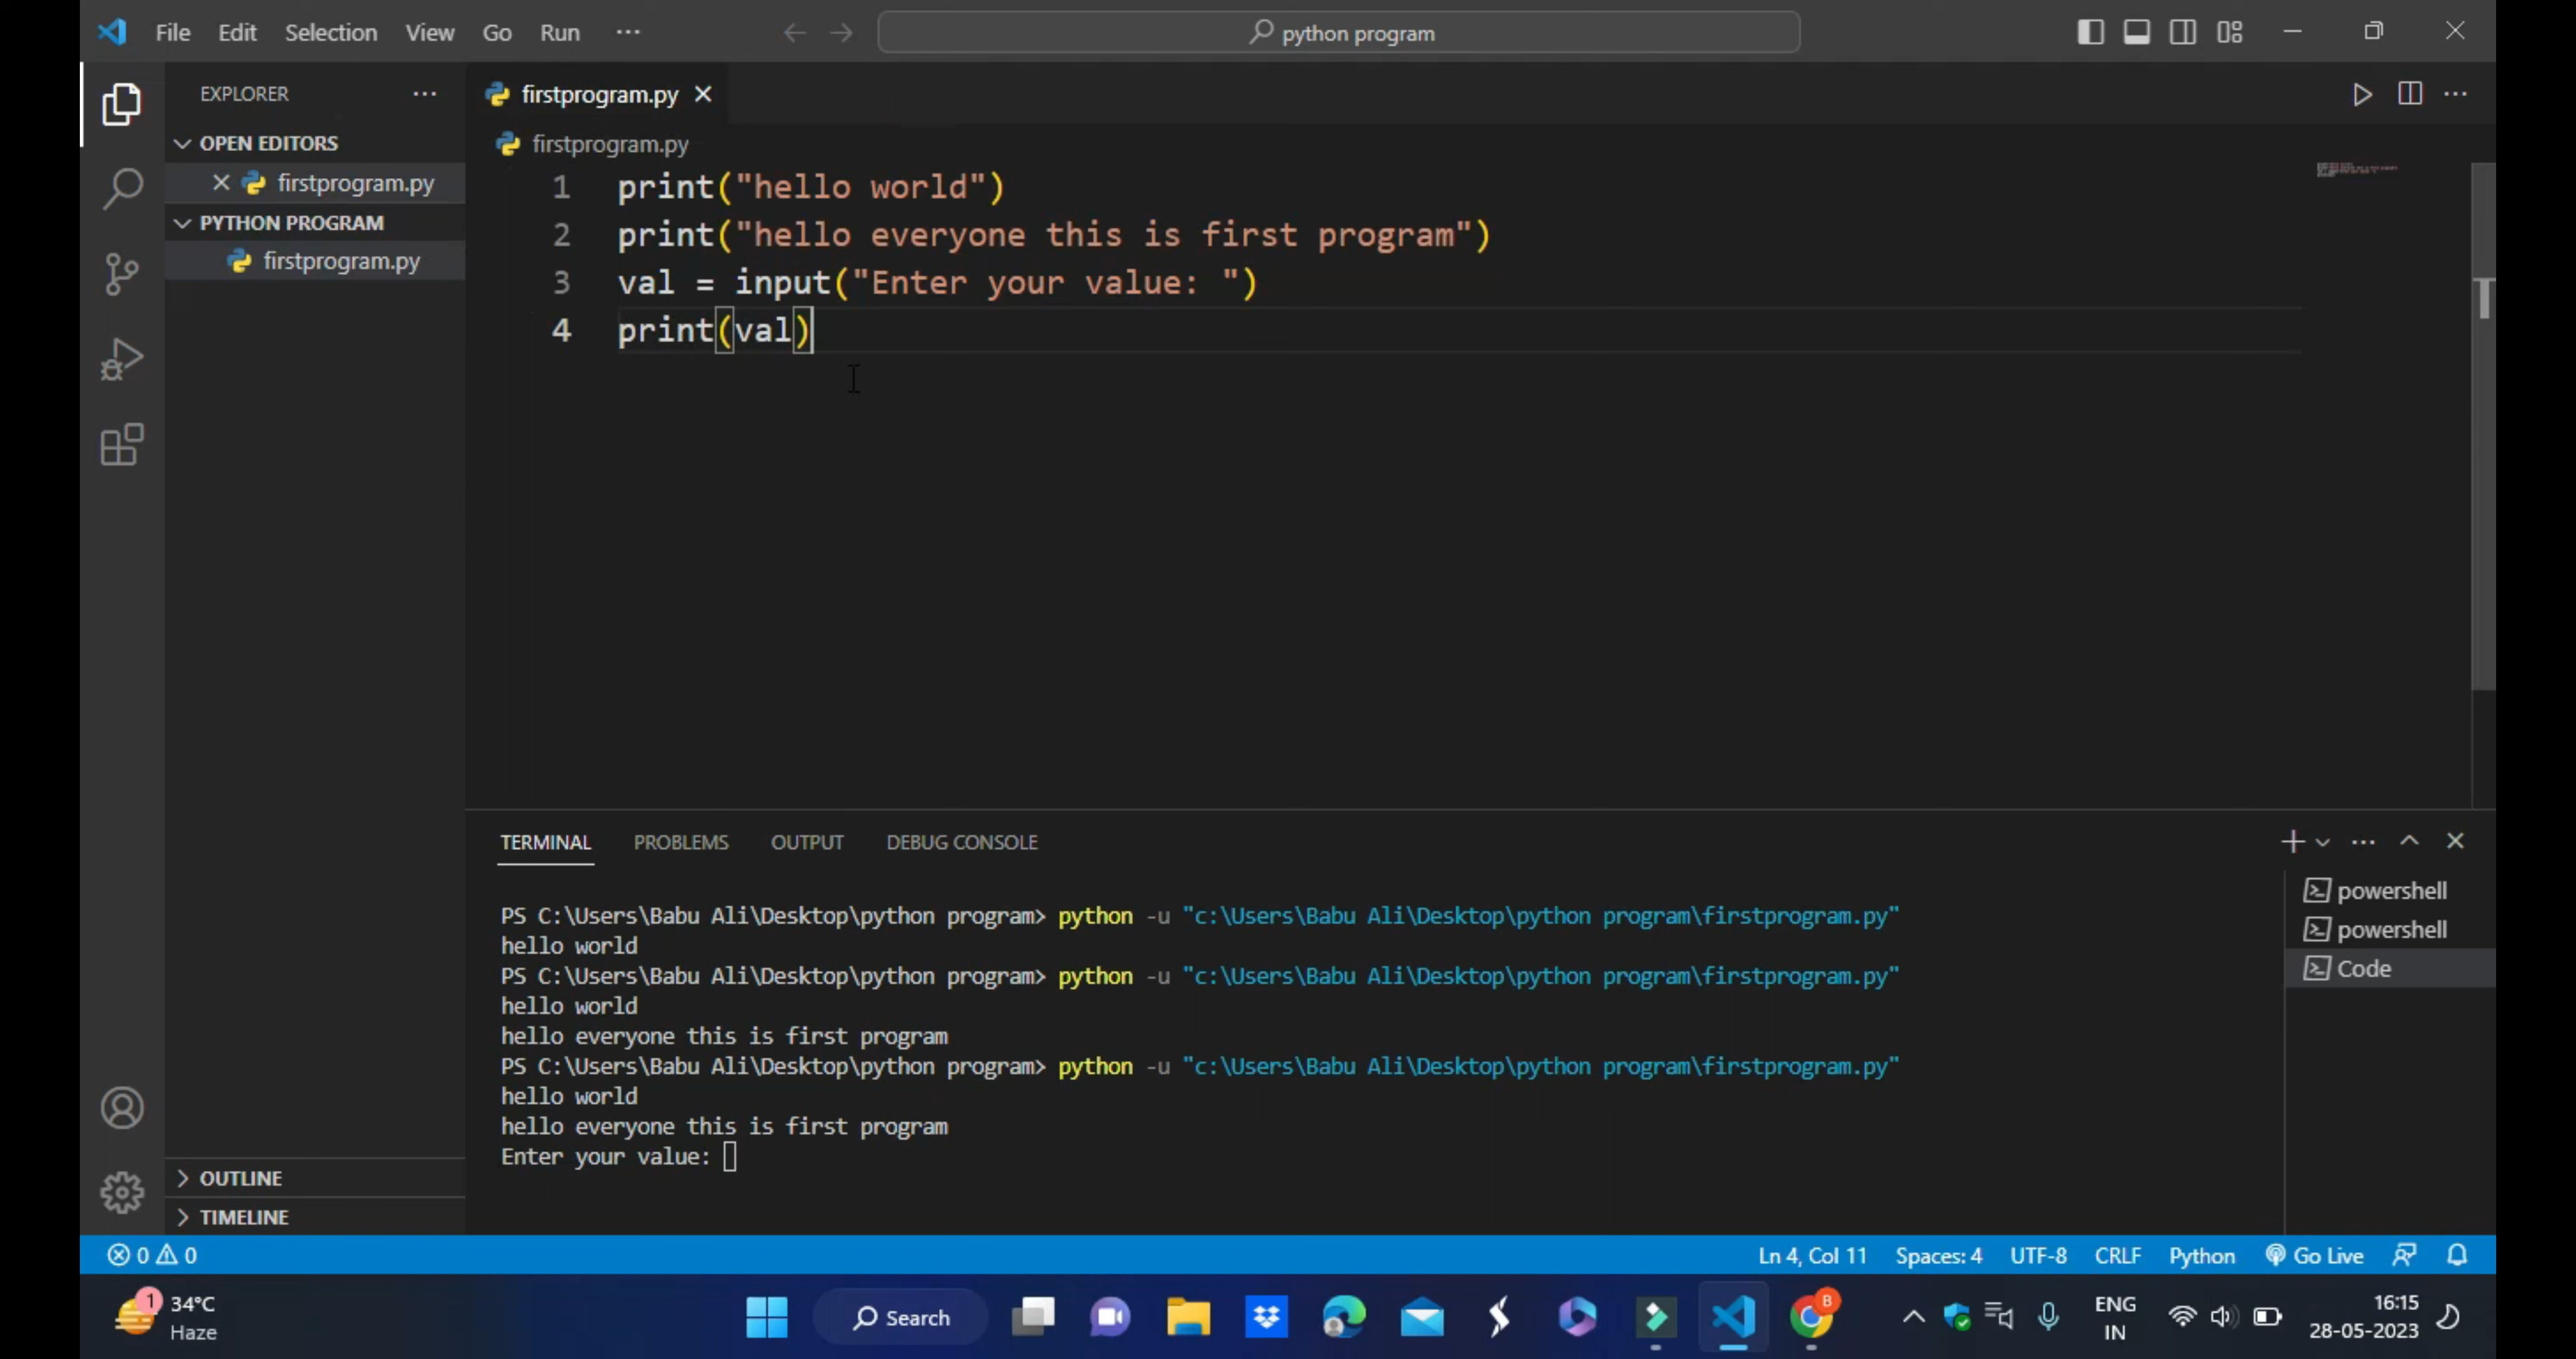 File Edit Selection View Go Run ···
python program
EXPLORER ···
firstprogram.py
OPEN EDITORS
firstprogram.py
PYTHON PROGRAM
firstprogram.py
firstprogram.py
1 print("hello world")
2 print("hello everyone this is first program")
3 val = input("Enter your value: ")
4 print(val)
TERMINAL PROBLEMS OUTPUT DEBUG CONSOLE
PS C:\Users\Babu Ali\Desktop\python program> python -u "c:\Users\Babu Ali\Desktop\python program\firstprogram.py"
hello world
PS C:\Users\Babu Ali\Desktop\python program> python -u "c:\Users\Babu Ali\Desktop\python program\firstprogram.py"
hello world
hello everyone this is first program
PS C:\Users\Babu Ali\Desktop\python program> python -u "c:\Users\Babu Ali\Desktop\python program\firstprogram.py"
hello world
hello everyone this is first program
Enter your value:
powershell
powershell
Code
OUTLINE
TIMELINE
0 0
Ln 4, Col 11 Spaces: 4 UTF-8 CRLF Python Go Live
1
34°C
Haze
Search
B
ENG
IN
16:15
28-05-2023